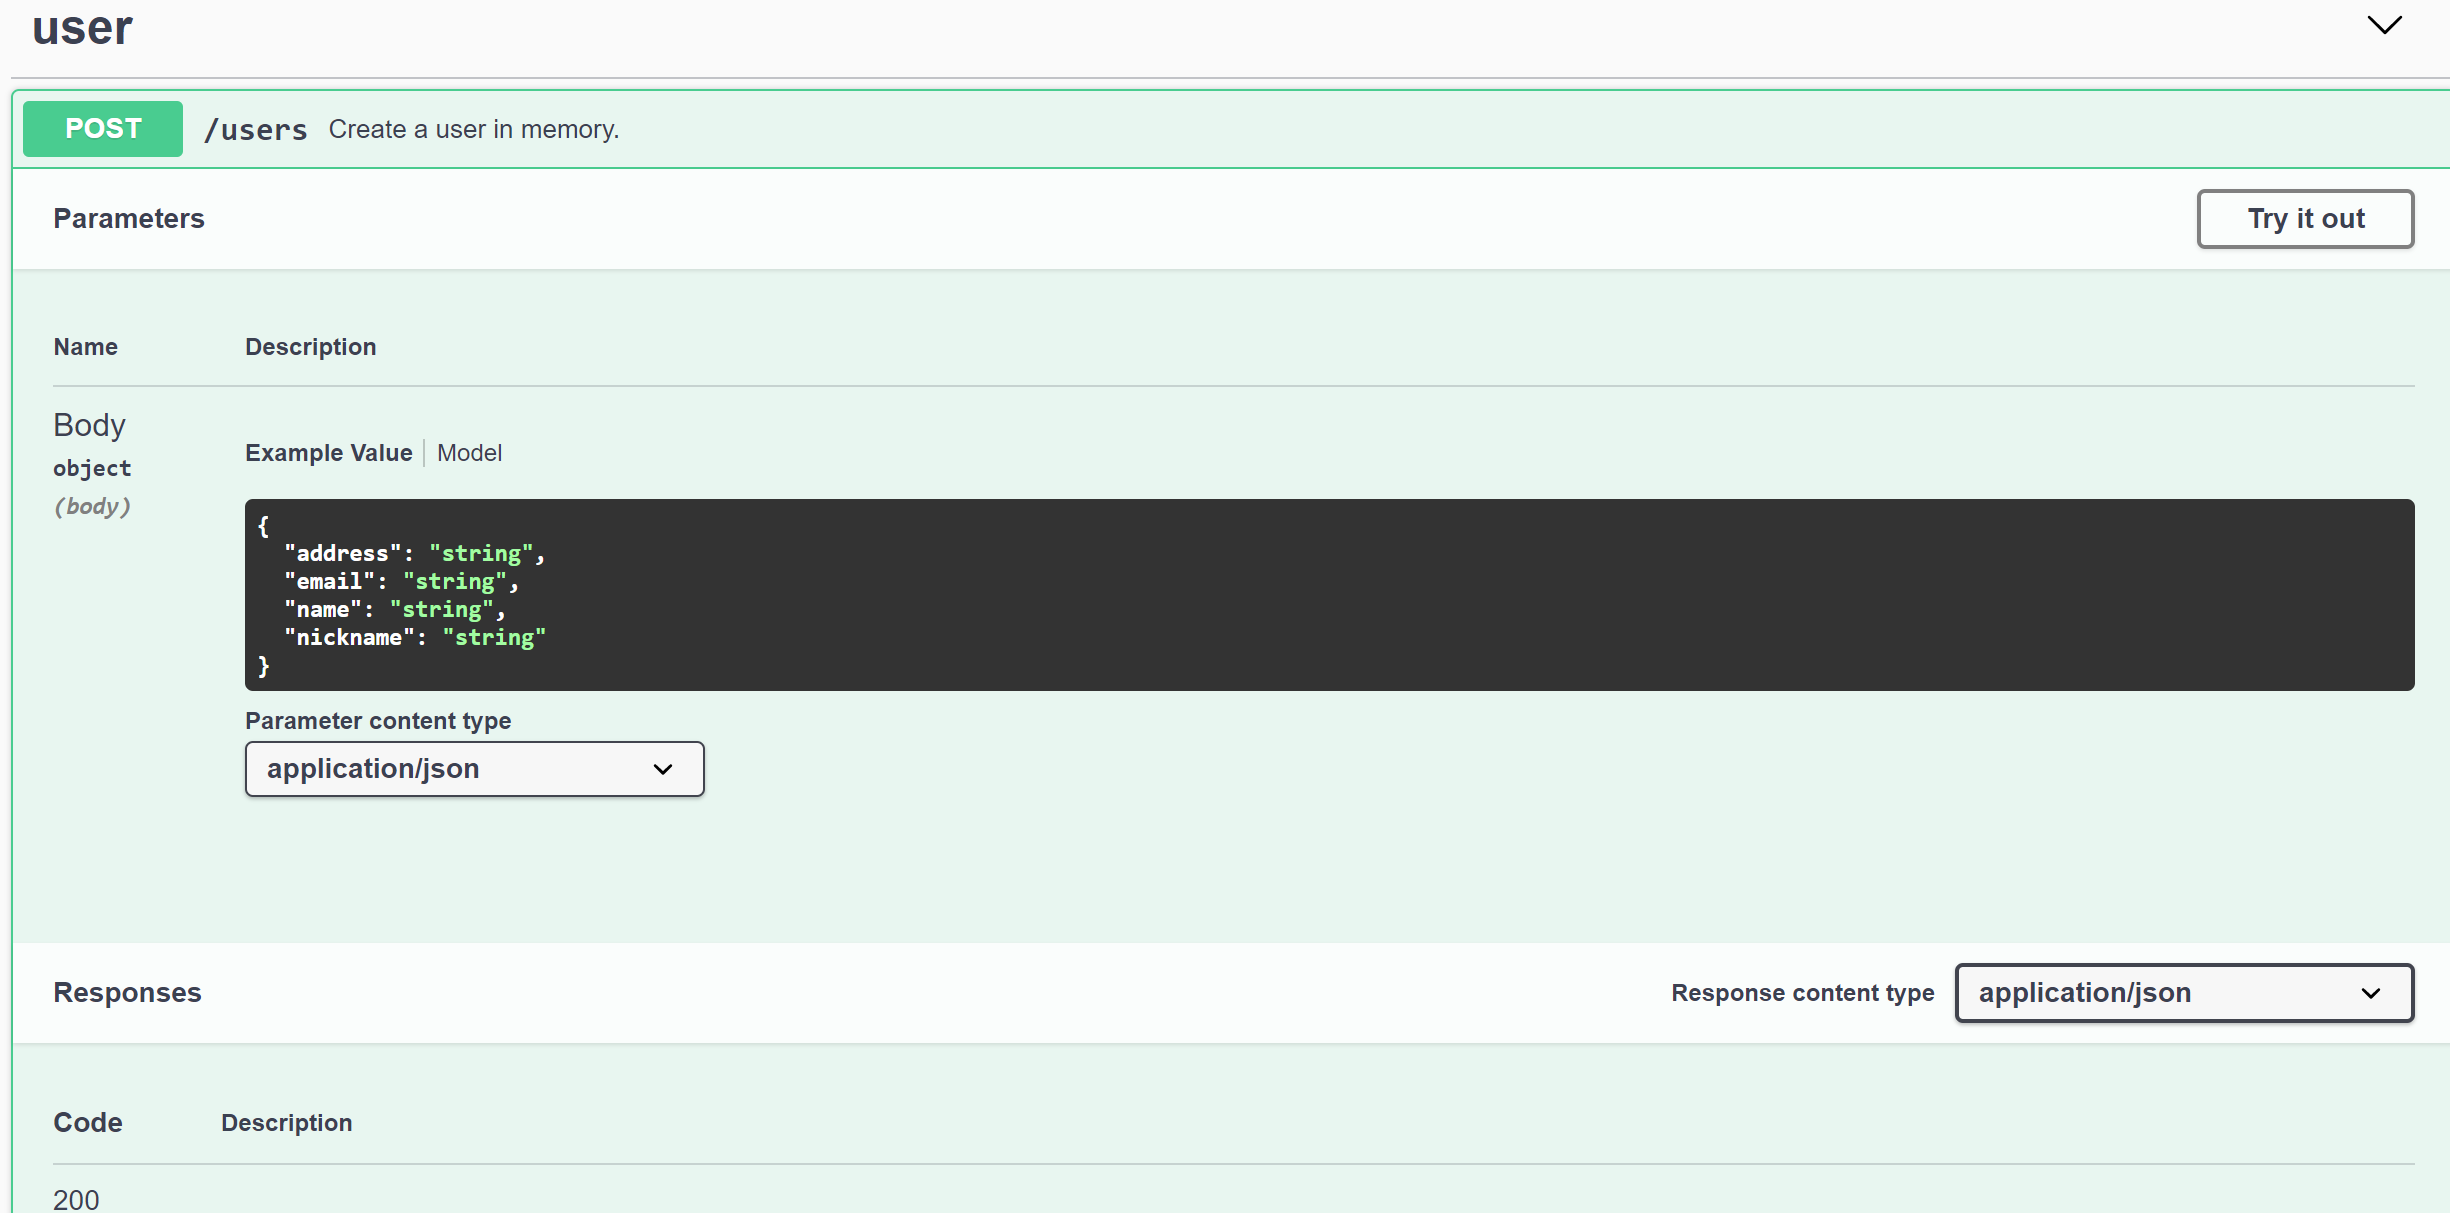 user
POST /users Create a user in memory.
Parameters Try it out
Name Description
Body
object
(body)
Example Value Model
{
  "address": "string",
  "email": "string",
  "name": "string",
  "nickname": "string"
}
Parameter content type
application/json
Responses Response content type application/json
Code Description
200